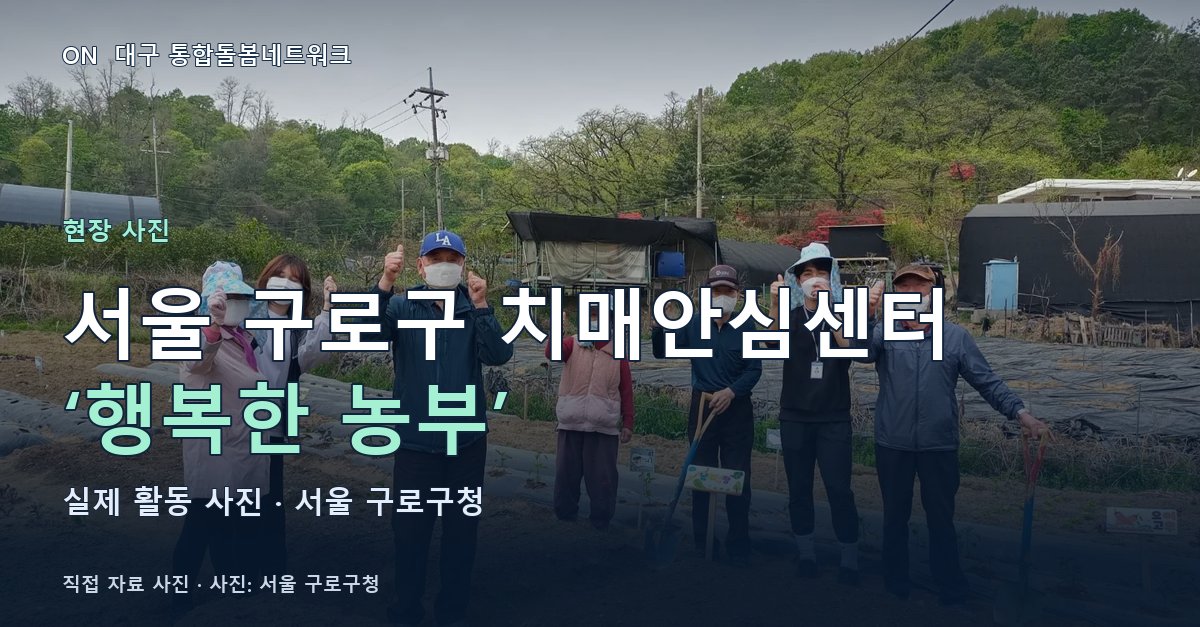 ON 대구 통합돌봄네트워크
LA
현장 사진
서울 구로구 치매안심센터
‘행복한 농부’
실제 활동 사진 · 서울 구로구청
직접 자료 사진 · 사진: 서울 구로구청